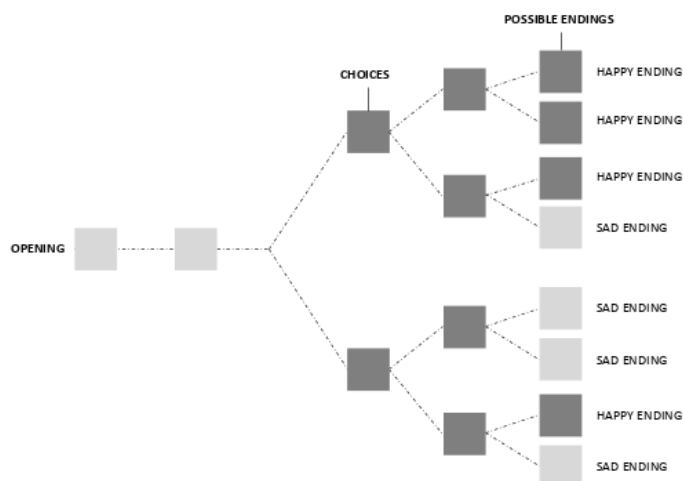 POSSIBLE ENDINGS
HAPPY ENDING
CHOICES
HAPPY ENDING
HAPPY ENDING
SAD ENDING
OPENING
SAD ENDING
SAD ENDING
HAPPY ENDING
SAD ENDING